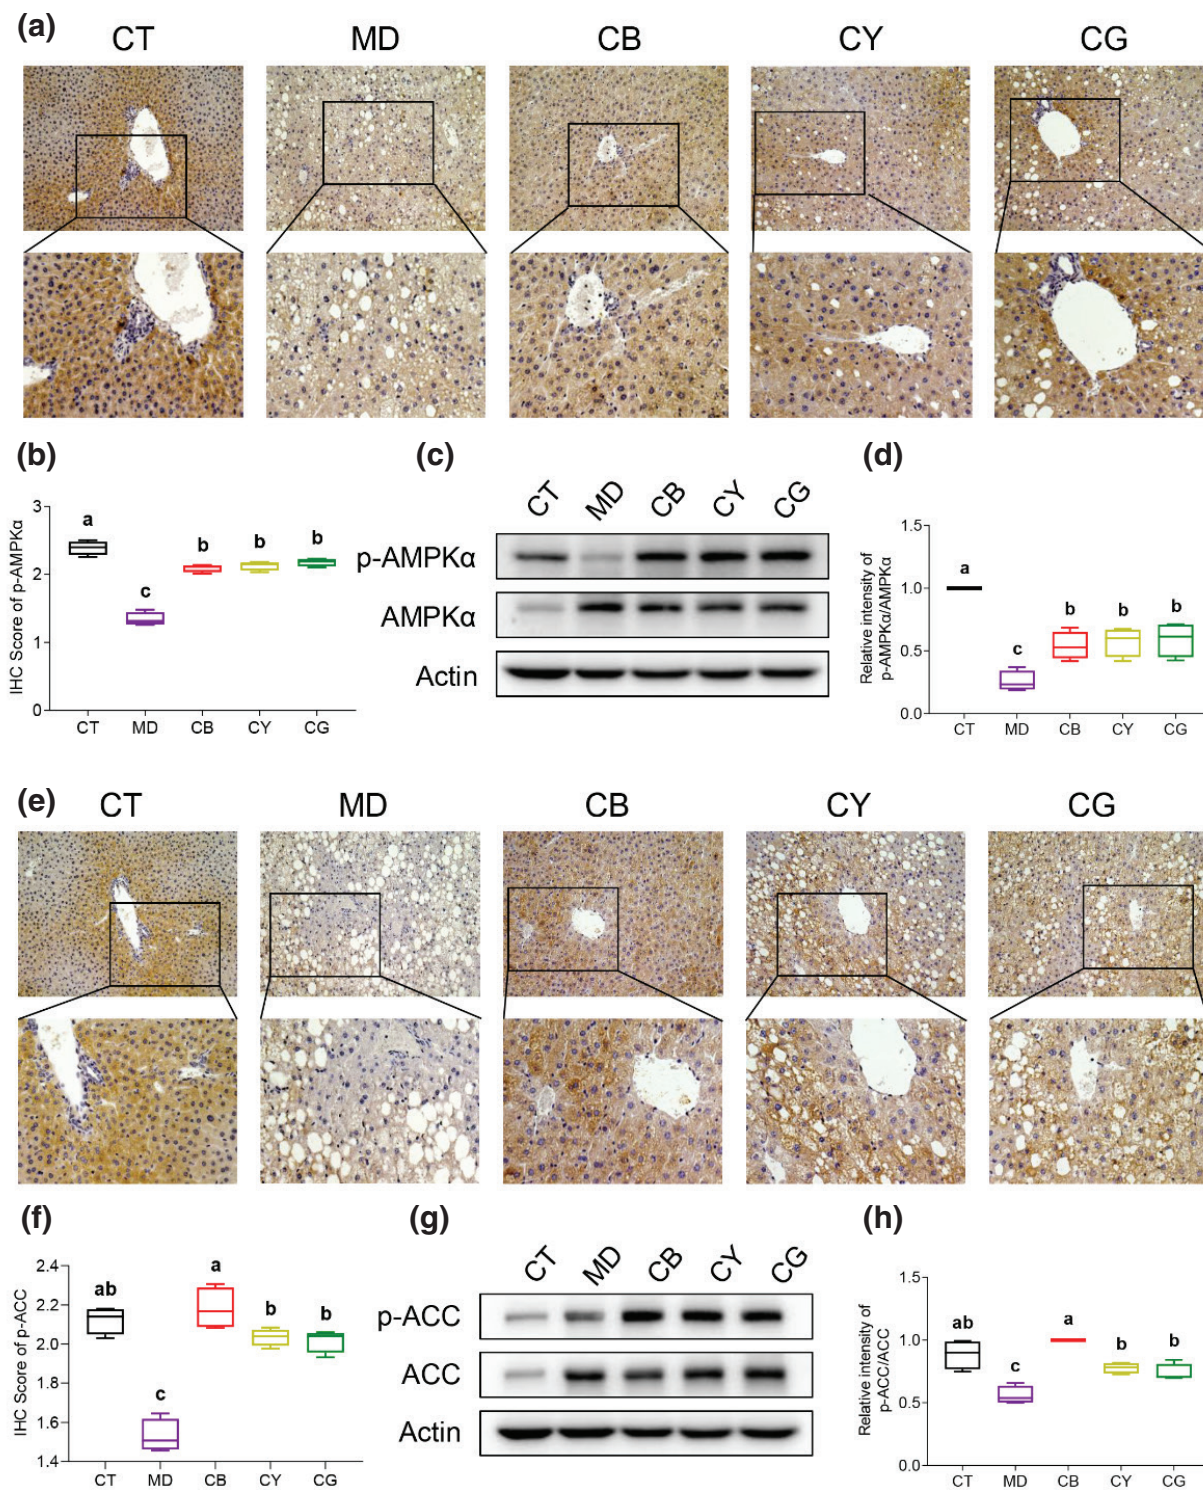 (a)
CT MD CB CY CG
(b)
IHC Score of p-AMPKα
3
2
1
0
a
c
b
b
b
CT MD CB CY CG
(c)
CT MD CB CY CG
p-AMPKα
AMPKα
Actin
(d)
Relative intensity of
p-AMPKα/AMPKα
1.5
1.0
0.5
0.0
a
c
b
b
b
CT MD CB CY CG
(e)
CT MD CB CY CG
(f)
IHC Score of p-ACC
2.4
2.2
2.0
1.8
1.6
1.4
ab
c
a
b
b
CT MD CB CY CG
(g)
CT MD CB CY CG
p-ACC
ACC
Actin
(h)
Relative intensity of
p-ACC/ACC
1.5
1.0
0.5
0.0
ab
c
a
b
b
CT MD CB CY CG